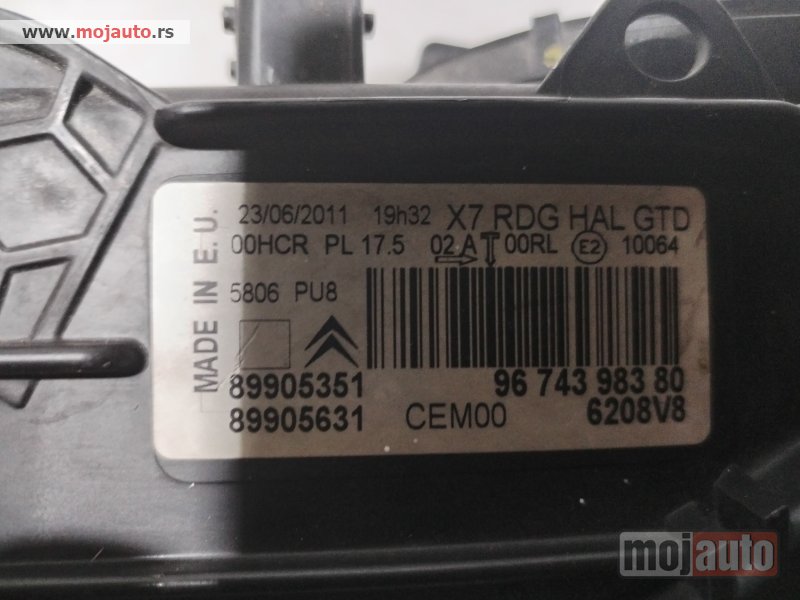 www.mojauto.rs
MADE IN E.U.
23/06/2011 19h32 X7 RDG HAL GTD
00HCR PL 17.5 02 A 00RL E2 10064
5806 PU8
89905351 96 743 983 80
89905631 CEM00 6208V8
mojauto